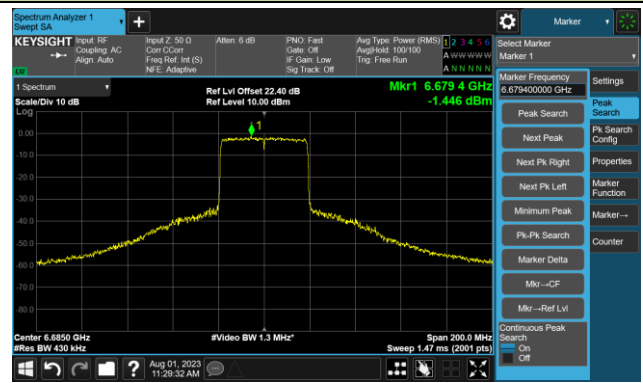 Spectrum Analyzer 1
Swept SA
Marker
KEYSIGHT
Input: RF
Coupling: AC
Align: Auto
Input Z: 50 Ω
Corr CCorr
Freq Ref: Int (S)
NFE: Adaptive
Atten: 6 dB
PNO: Fast
Gate: Off
IF Gain: Low
Sig Track: Off
Avg Type: Power (RMS)
Avg|Hold: 100/100
Trig: Free Run
1 2 3 4 5 6
A W W W W W
A N N N N N
LV
Select Marker
Marker 1
1 Spectrum
Scale/Div 10 dB
Log
Ref Lvl Offset 22.40 dB
Ref Level 10.00 dBm
Mkr1 6.679 4 GHz
-1.446 dBm
1
0.00
-10.0
-20.0
-30.0
-40.0
-50.0
-60.0
-70.0
-80.0
Center 6.6850 GHz
#Res BW 430 kHz
#Video BW 1.3 MHz*
Span 200.0 MHz
Sweep 1.47 ms (2001 pts)
Marker Frequency
6.679400000 GHz
Peak Search
Next Peak
Next Pk Right
Next Pk Left
Minimum Peak
Pk-Pk Search
Marker Delta
Mkr→CF
Mkr→Ref Lvl
Continuous Peak
Search
On
Off
Settings
Peak
Search
Pk Search
Config
Properties
Marker
Function
Marker→
Counter
?
Aug 01, 2023
11:29:32 AM